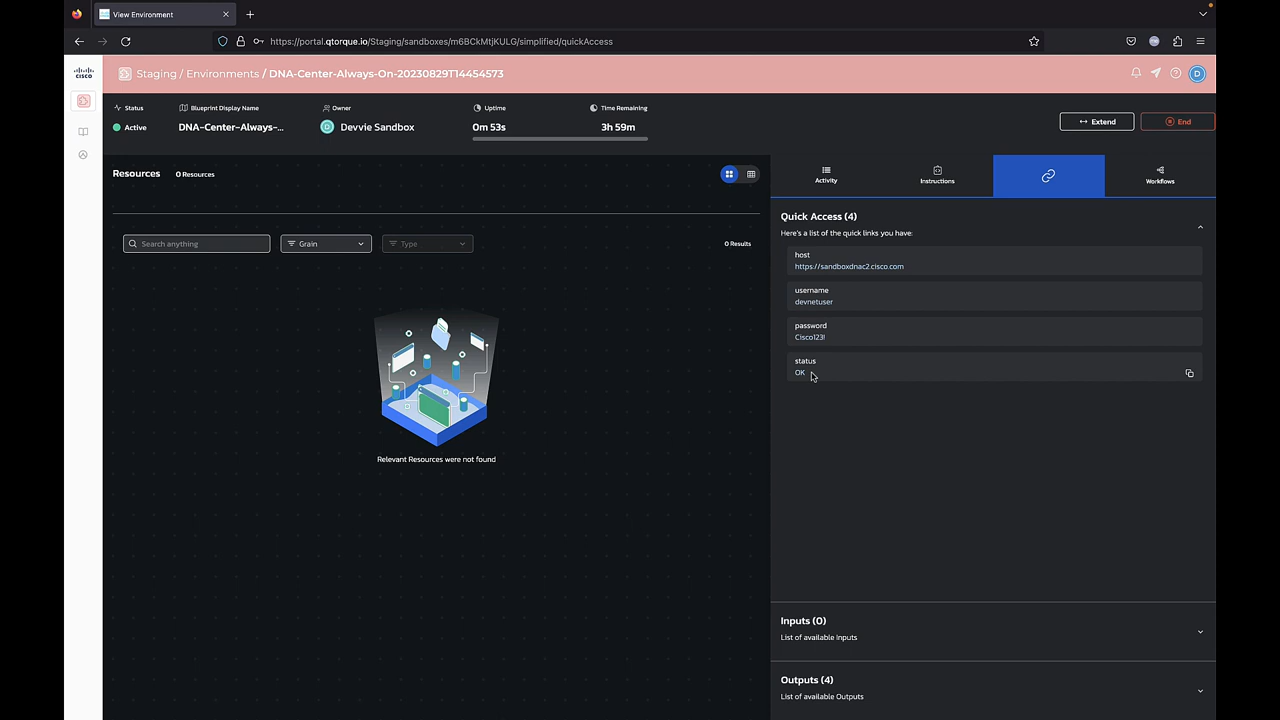 View Environment
https://portal.qtorque.io/Staging/sandboxes/m6BCkMtjKULG/simplified/quickAccess
CISCO
Staging / Environments / DNA-Center-Always-On-20230829T14454573
D
Status
Blueprint Display Name
Owner
Uptime
Time Remaining
Active
DNA-Center-Always-...
D
Devvie Sandbox
0m 53s
3h 59m
Extend
End
Resources
0 Resources
Activity
Instructions
Workflows
Search anything
Grain
Type
0 Results
Relevant Resources were not found
Quick Access (4)
Here's a list of the quick links you have:
host
https://sandboxdnac2.cisco.com
username
devnetuser
password
Cisco123!
status
OK
Inputs (0)
List of available Inputs
Outputs (4)
List of available Outputs